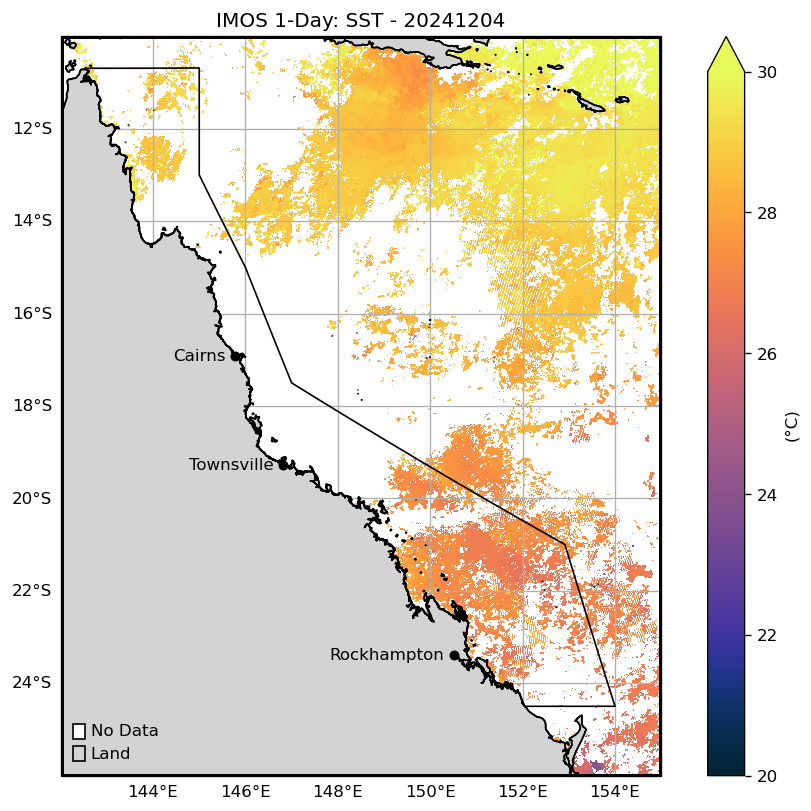 IMOS 1-Day: SST - 20241204
12°S
14°S
16°S
18°S
20°S
22°S
24°S
Cairns
Townsville
Rockhampton
No Data
Land
144°E 146°E 148°E 150°E 152°E 154°E
30
28
26
24
22
20
(°C)